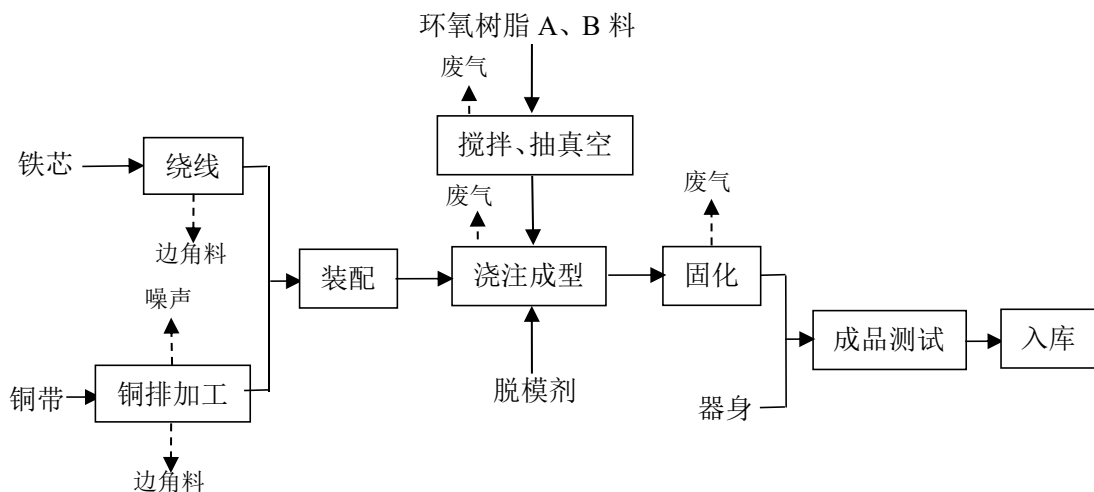 环氧树脂 A、B 料
废气
搅拌、抽真空
铁芯
绕线
废气
废气
边角料
装配
浇注成型
固化
噪声
成品测试
入库
铜带
铜排加工
脱模剂
器身
边角料